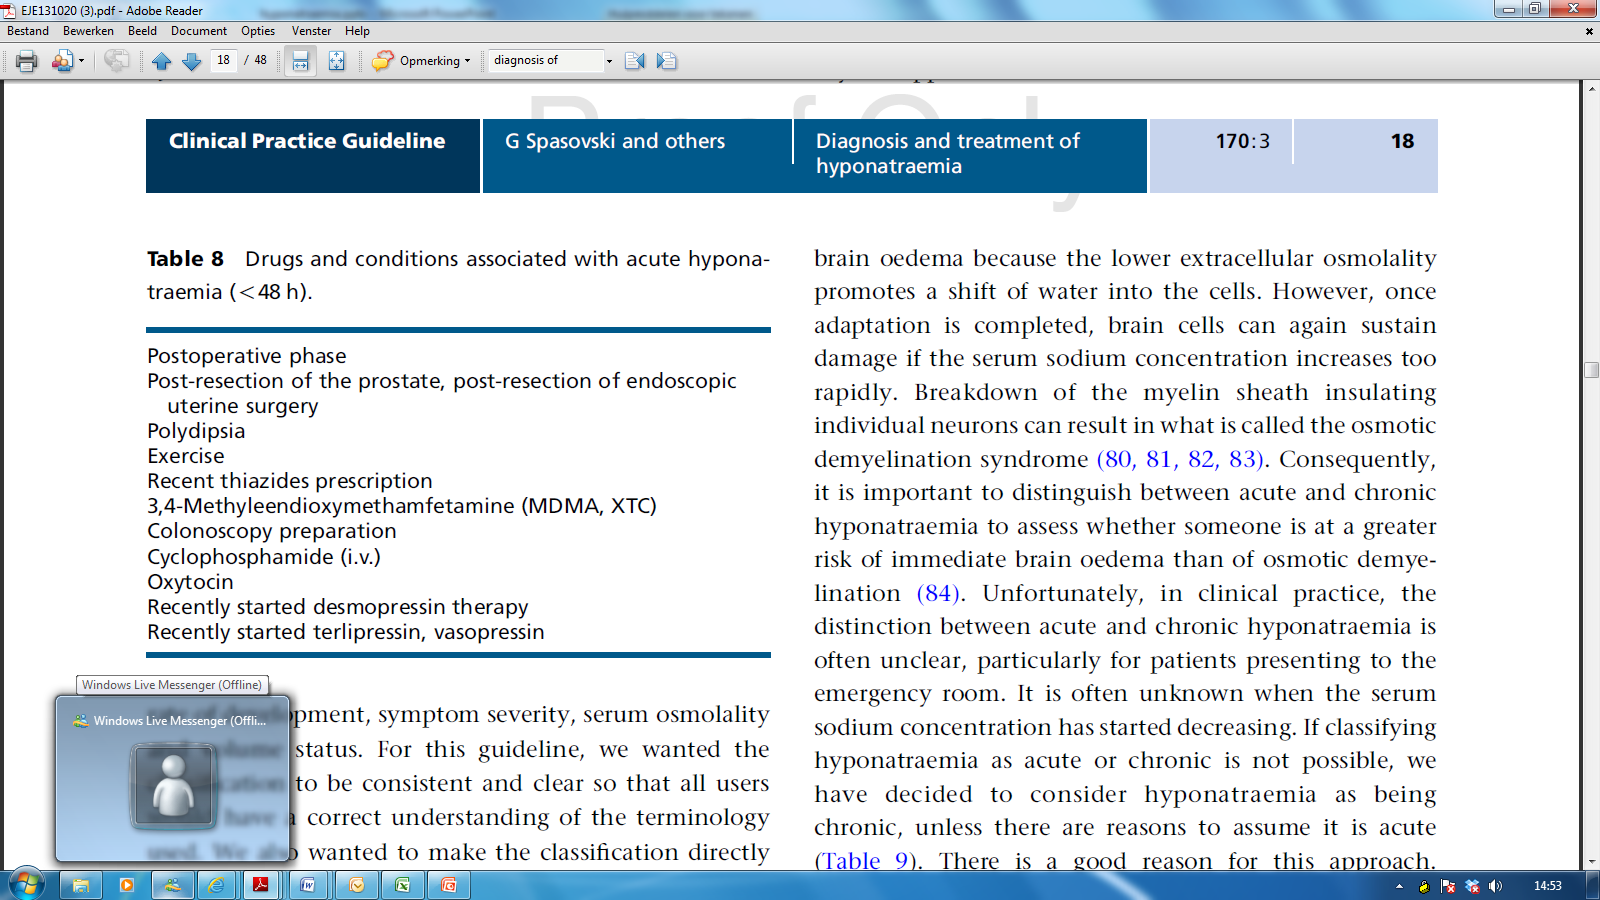 EJE131020 (3).pdf - Adobe Reader
Bestand Bewerken Beeld Document Opties Venster Help
18 / 48 Opmerking diagnosis of
Clinical Practice Guideline
G Spasovski and others
Diagnosis and treatment of
hyponatraemia
170:3
18
Table 8 Drugs and conditions associated with acute hypona-
traemia (<48 h).
Postoperative phase
Post-resection of the prostate, post-resection of endoscopic
uterine surgery
Polydipsia
Exercise
Recent thiazides prescription
3,4-Methyleendioxymethamfetamine (MDMA, XTC)
Colonoscopy preparation
Cyclophosphamide (i.v.)
Oxytocin
Recently started desmopressin therapy
Recently started terlipressin, vasopressin
Windows Live Messenger (Offline)
Windows Live Messenger (Offli...
symptom severity, serum osmolality
status. For this guideline, we wanted the
to be consistent and clear so that all users
a correct understanding of the terminology
wanted to make the classification directly
brain oedema because the lower extracellular osmolality
promotes a shift of water into the cells. However, once
adaptation is completed, brain cells can again sustain
damage if the serum sodium concentration increases too
rapidly. Breakdown of the myelin sheath insulating
individual neurons can result in what is called the osmotic
demyelination syndrome (80, 81, 82, 83). Consequently,
it is important to distinguish between acute and chronic
hyponatraemia to assess whether someone is at a greater
risk of immediate brain oedema than of osmotic demye-
lination (84). Unfortunately, in clinical practice, the
distinction between acute and chronic hyponatraemia is
often unclear, particularly for patients presenting to the
emergency room. It is often unknown when the serum
sodium concentration has started decreasing. If classifying
hyponatraemia as acute or chronic is not possible, we
have decided to consider hyponatraemia as being
chronic, unless there are reasons to assume it is acute
(Table 9). There is a good reason for this approach.
14:53